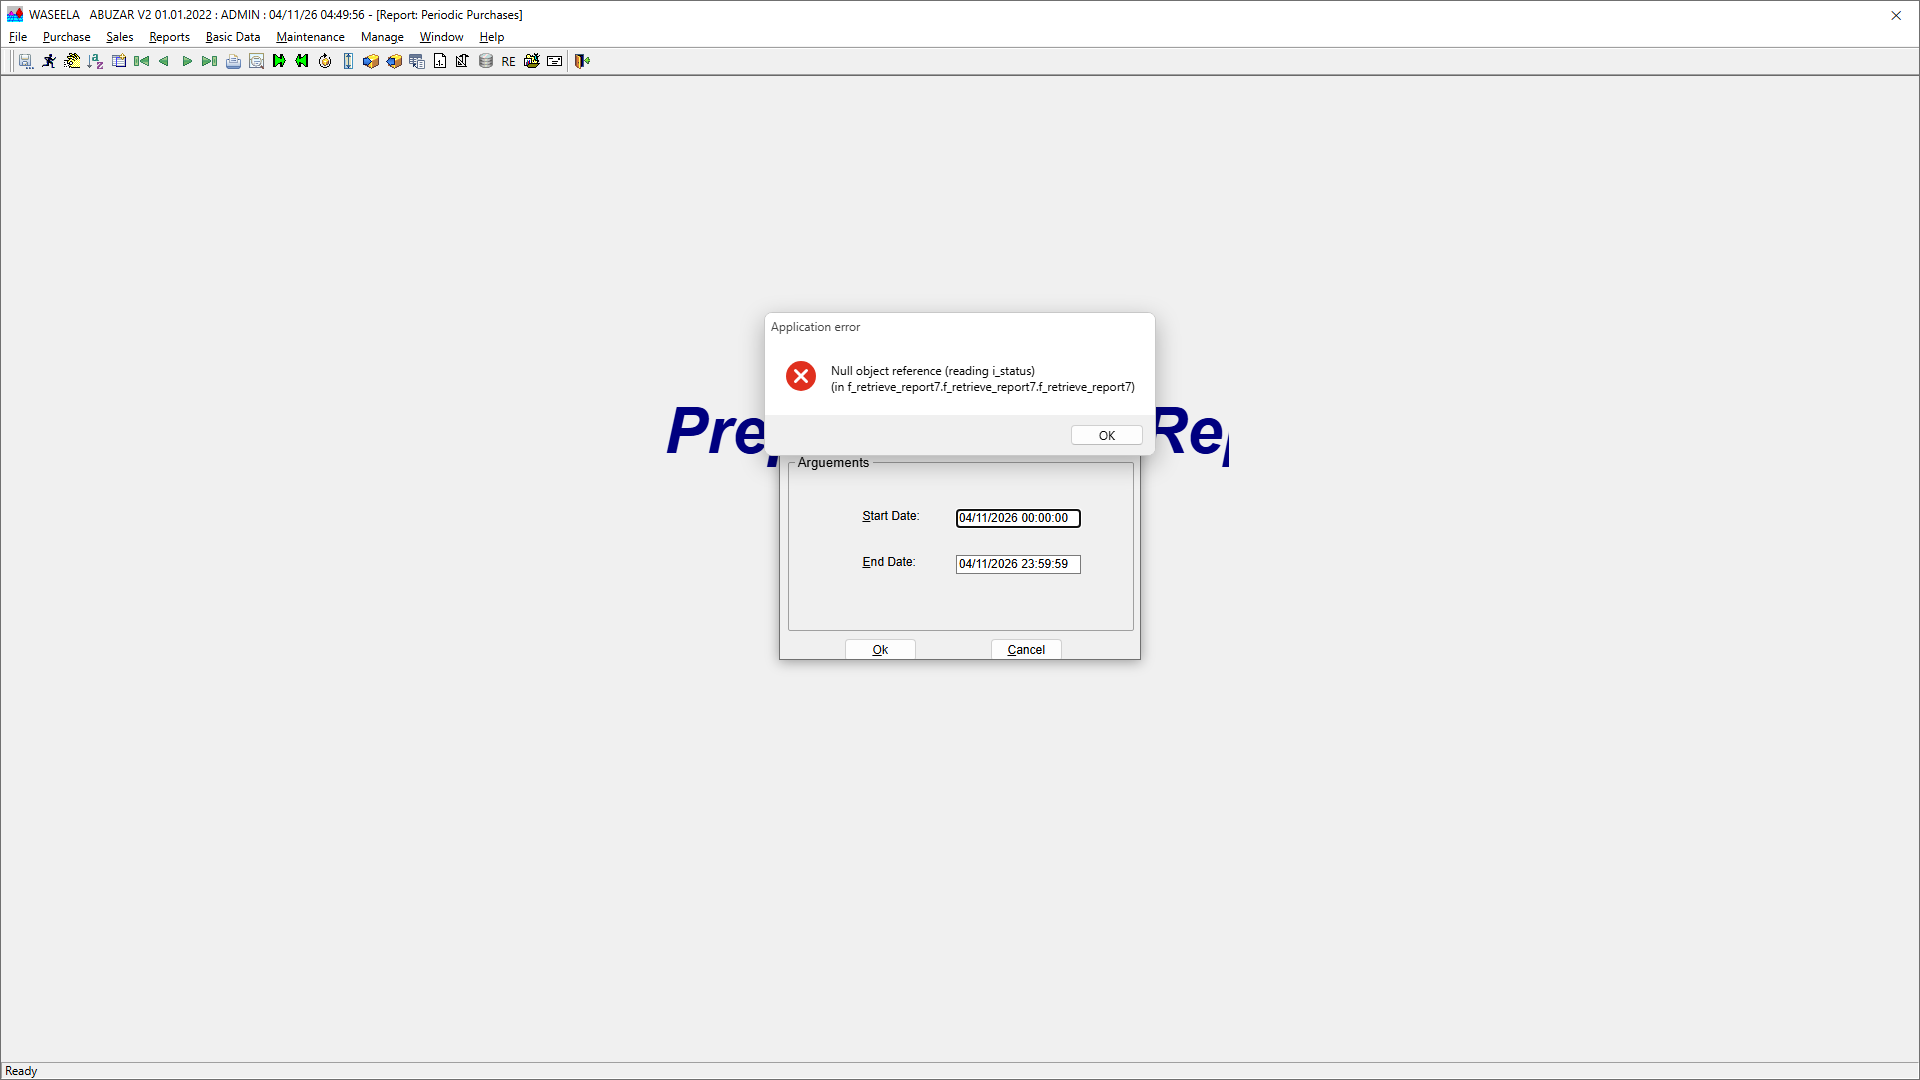 WASEELA   ABUZAR V2 01.01.2022 : ADMIN : 04/11/26 04:49:56 - [Report: Periodic Purchases]
File Purchase Sales Reports Basic Data Maintenance Manage Window Help
RE
Application error
Null object reference (reading i_status)
(in f_retrieve_report7.f_retrieve_report7.f_retrieve_report7)
OK
Arguements
Start Date: 04/11/2026 00:00:00
End Date: 04/11/2026 23:59:59
Ok Cancel
Ready